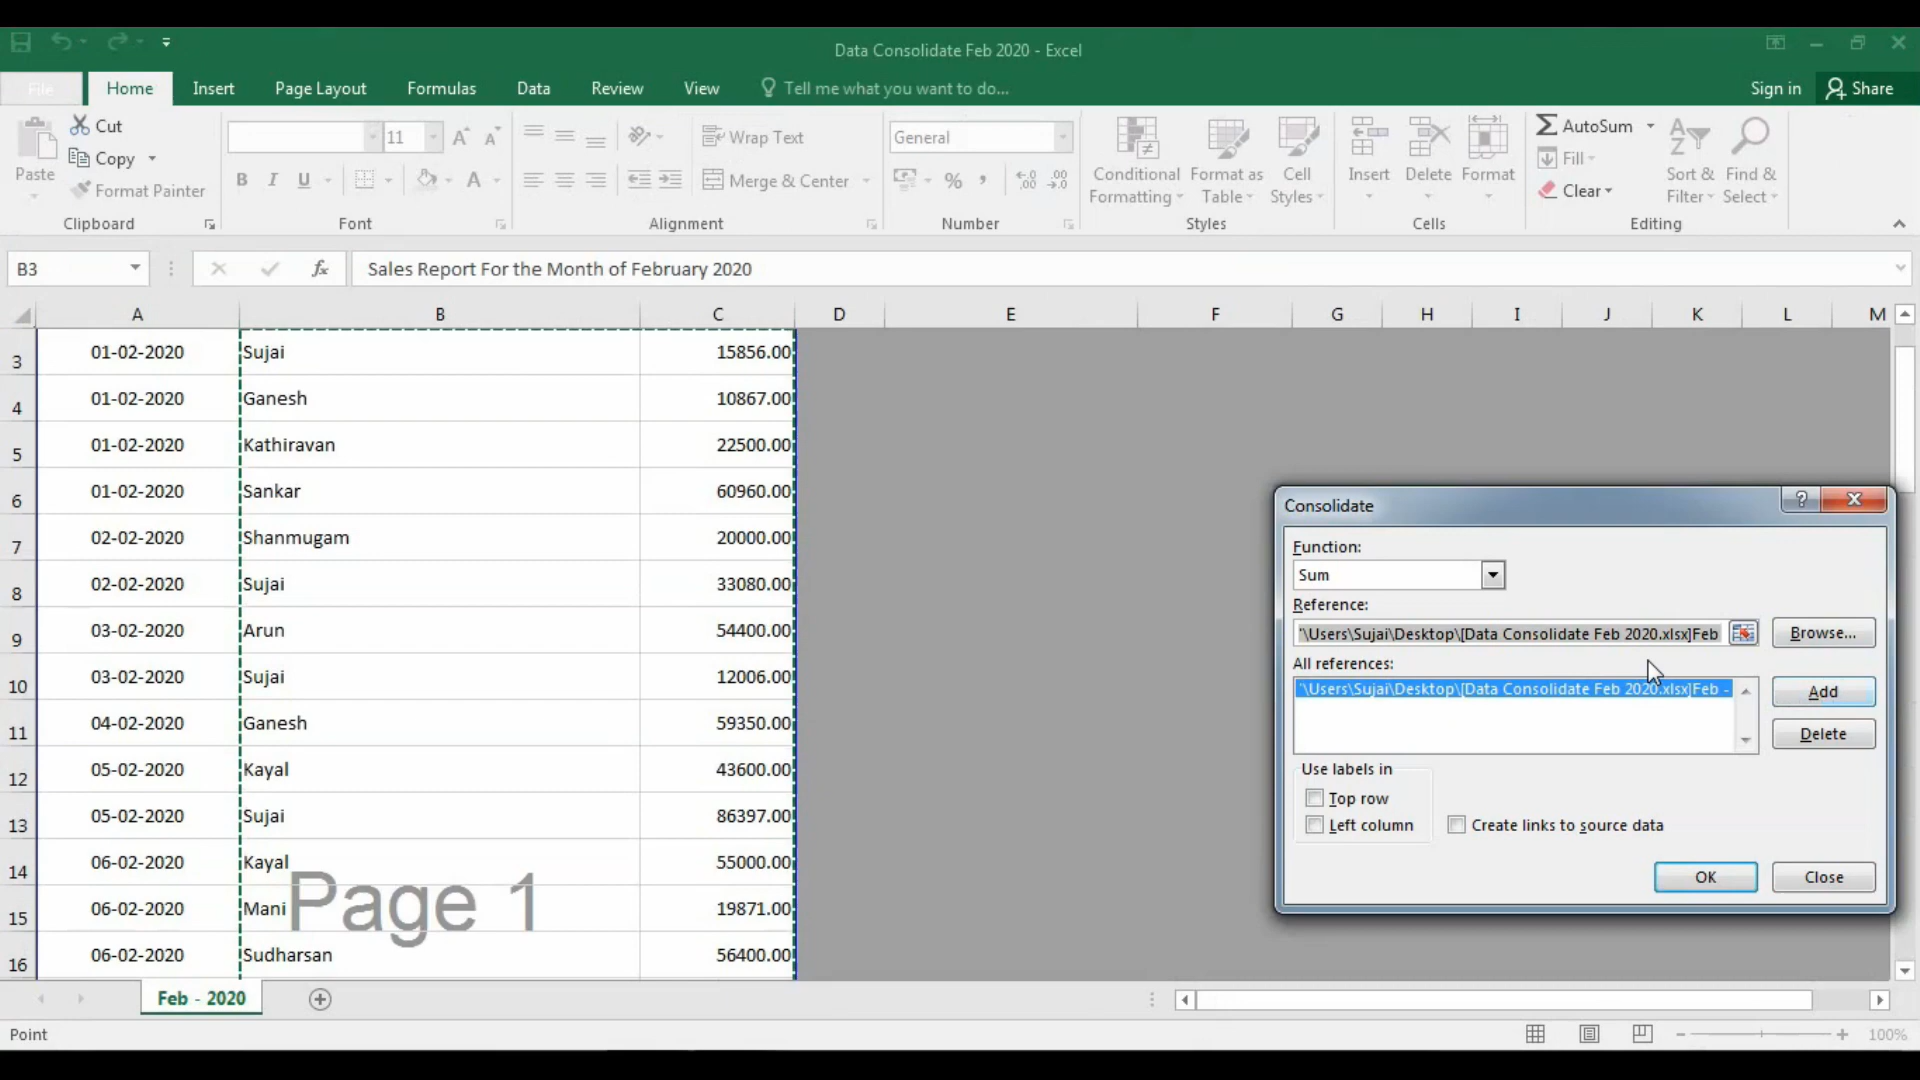 Data Consolidate Feb 2020 - Excel
File Home Insert Page Layout Formulas Data Review View Tell me what you want to do... Sign in Share
Paste Cut Copy Format Painter Clipboard
11 B I U A Font
Wrap Text Merge & Center Alignment
General % , Number
Conditional Formatting Format as Table Cell Styles Styles
Insert Delete Format Cells
AutoSum Fill Clear Sort & Filter Find & Select Editing
B3 fx Sales Report For the Month of February 2020
A B C D E F G H I J K L M
3 01-02-2020 Sujai 15856.00
4 01-02-2020 Ganesh 10867.00
5 01-02-2020 Kathiravan 22500.00
6 01-02-2020 Sankar 60960.00
7 02-02-2020 Shanmugam 20000.00
8 02-02-2020 Sujai 33080.00
9 03-02-2020 Arun 54400.00
10 03-02-2020 Sujai 12006.00
11 04-02-2020 Ganesh 59350.00
12 05-02-2020 Kayal 43600.00
13 05-02-2020 Sujai 86397.00
14 06-02-2020 Kayal 55000.00
15 06-02-2020 Mani 19871.00
16 06-02-2020 Sudharsan 56400.00
Page 1
Consolidate
Function:
Sum
Reference:
'\Users\Sujai\Desktop\[Data Consolidate Feb 2020.xlsx]Feb Browse...
All references:
'\Users\Sujai\Desktop\[Data Consolidate Feb 2020.xlsx]Feb - Add
Delete
Use labels in
Top row
Left column Create links to source data
OK Close
Feb - 2020
Point 100%